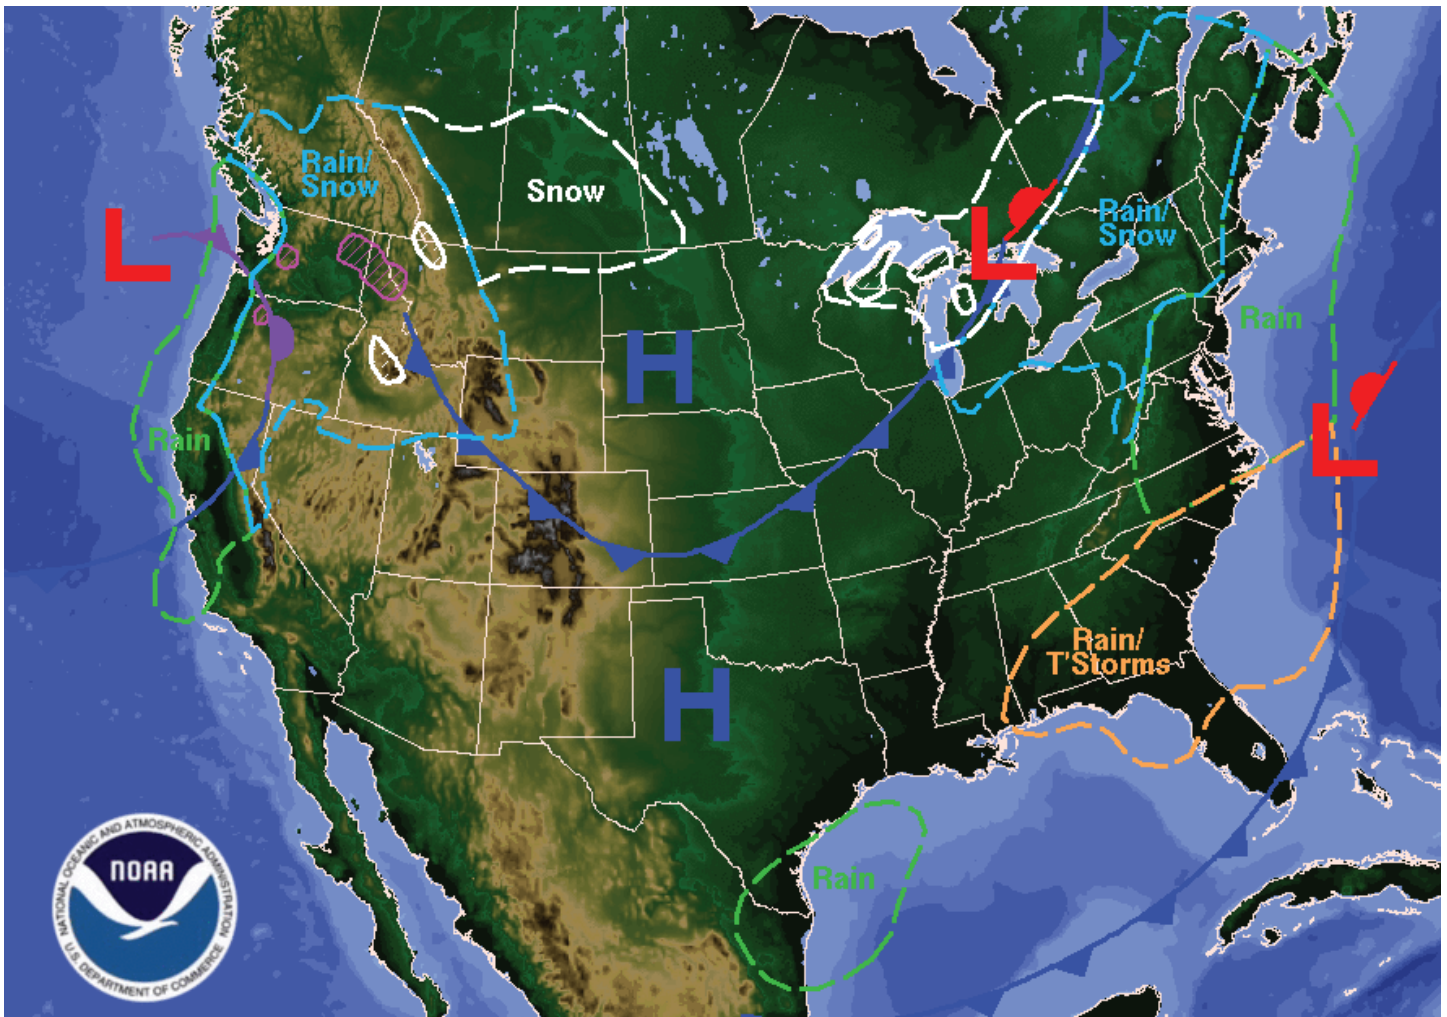 Rain/
Snow
Snow
L
L
Rain/
Snow
H
Rain
Rain
L
Rain/
T'Storms
H
Rain
NATIONAL OCEANIC AND ATMOSPHERIC ADMINISTRATION
NOAA
U.S. DEPARTMENT OF COMMERCE